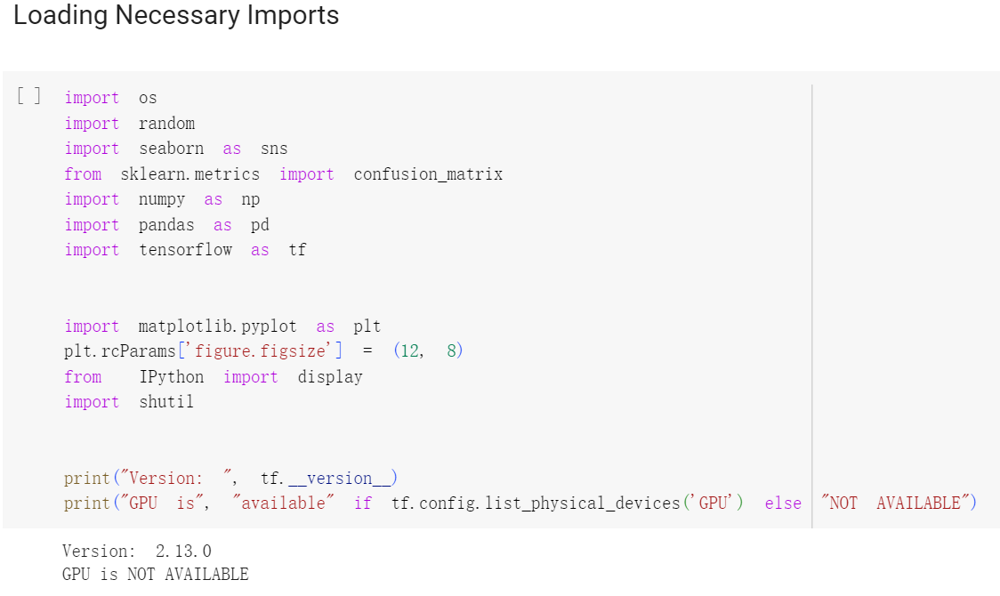 Loading Necessary Imports
[ ] import os
import random
import seaborn as sns
from sklearn.metrics import confusion_matrix
import numpy as np
import pandas as pd
import tensorflow as tf
import matplotlib.pyplot as plt
plt.rcParams['figure.figsize'] = (12, 8)
from IPython import display
import shutil
print("Version: ", tf.__version__)
print("GPU is", "available" if tf.config.list_physical_devices('GPU') else "NOT AVAILABLE")
Version: 2.13.0
GPU is NOT AVAILABLE